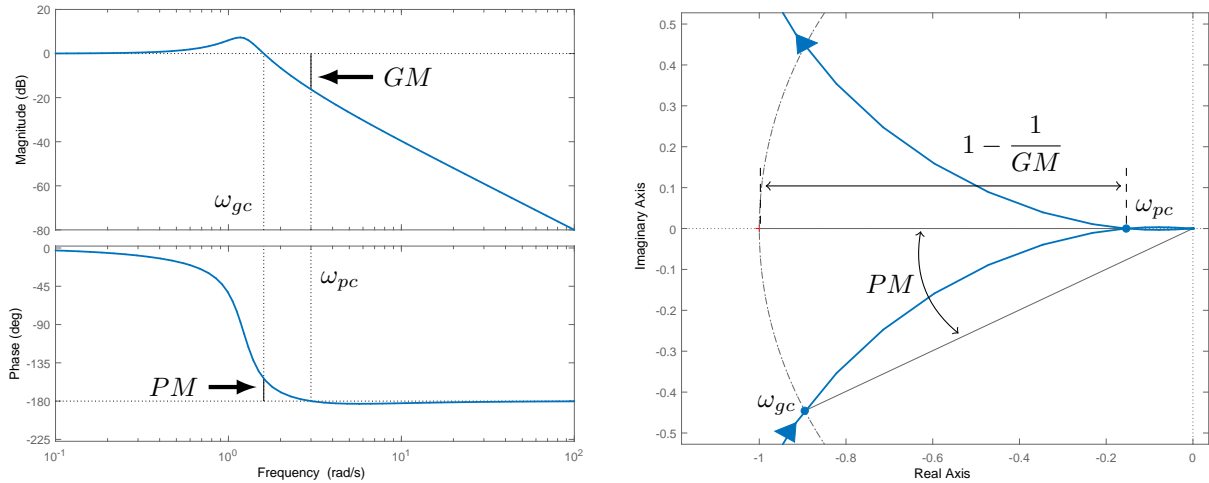 20
0
-20
-40
-60
-80
Magnitude (dB)
GM
ω_gc
0
-45
-90
-135
-180
-225
Phase (deg)
ω_pc
PM
10^-1
10^0
10^1
10^2
Frequency (rad/s)
0.5
0.4
0.3
0.2
0.1
0
-0.1
-0.2
-0.3
-0.4
-0.5
Imaginary Axis
1 − 1/GM
ω_pc
PM
ω_gc
-1
-0.8
-0.6
-0.4
-0.2
0
Real Axis